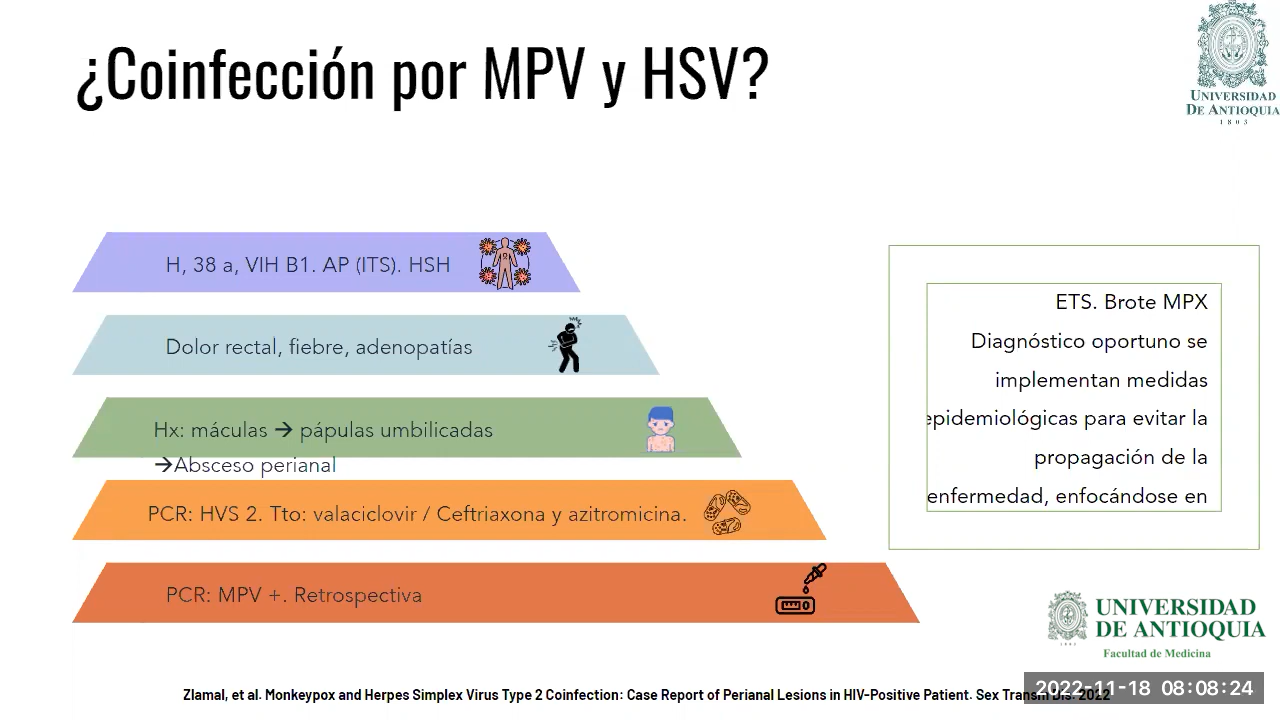 ¿Coinfección por MPV y HSV?
UNIVERSIDAD
DE ANTIOQUIA
1803
H, 38 a, VIH B1. AP (ITS). HSH
Dolor rectal, fiebre, adenopatías
Hx: máculas → pápulas umbilicadas
→Absceso perianal
PCR: HVS 2. Tto: valaciclovir / Ceftriaxona y azitromicina.
PCR: MPV +. Retrospectiva
ETS. Brote MPX
Diagnóstico oportuno se
implementan medidas
epidemiológicas para evitar la
propagación de la
enfermedad, enfocándose en
UNIVERSIDAD
DE ANTIOQUIA
1803
Facultad de Medicina
Zlamal, et al. Monkeypox and Herpes Simplex Virus Type 2 Coinfection: Case Report of Perianal Lesions in HIV-Positive Patient. Sex Transm Dis. 2022
2022-11-18 08:08:24